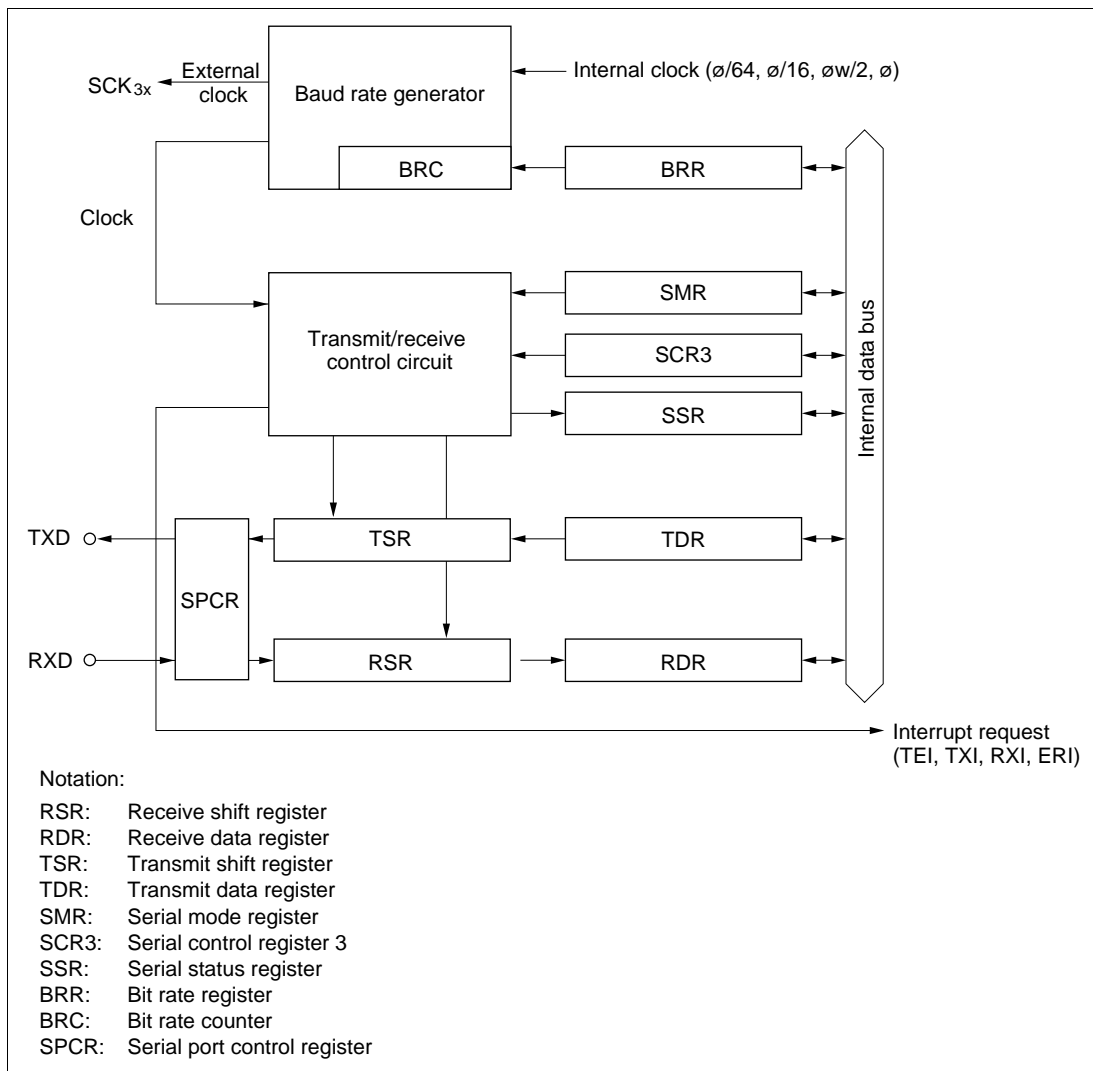 SCK3x
External
clock
Baud rate generator
Internal clock (ø/64, ø/16, øw/2, ø)
BRC
BRR
Clock
Transmit/receive
control circuit
SMR
SCR3
SSR
Internal data bus
TXD
SPCR
TSR
TDR
RXD
RSR
RDR
Interrupt request
(TEI, TXI, RXI, ERI)
Notation:
RSR: Receive shift register
RDR: Receive data register
TSR: Transmit shift register
TDR: Transmit data register
SMR: Serial mode register
SCR3: Serial control register 3
SSR: Serial status register
BRR: Bit rate register
BRC: Bit rate counter
SPCR: Serial port control register